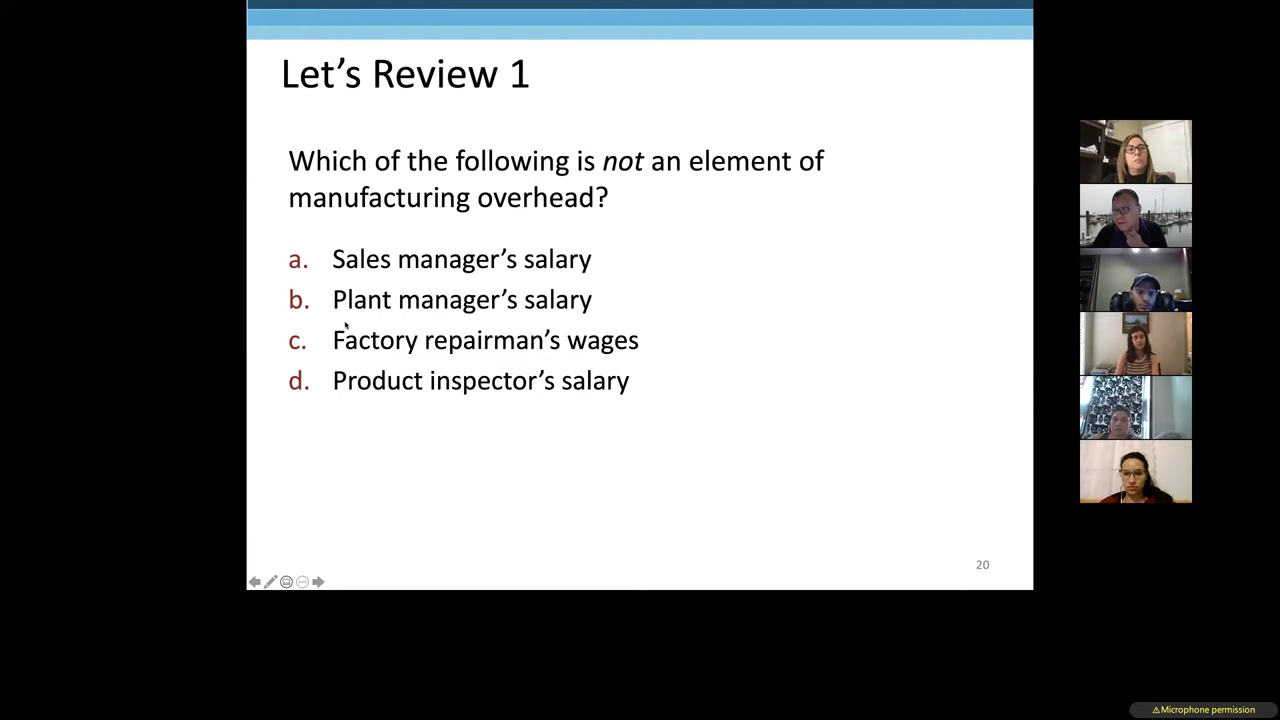 Let’s Review 1
Which of the following is not an element of
manufacturing overhead?
a. Sales manager’s salary
b. Plant manager’s salary
c. Factory repairman’s wages
d. Product inspector’s salary
20
⚠Microphone permission